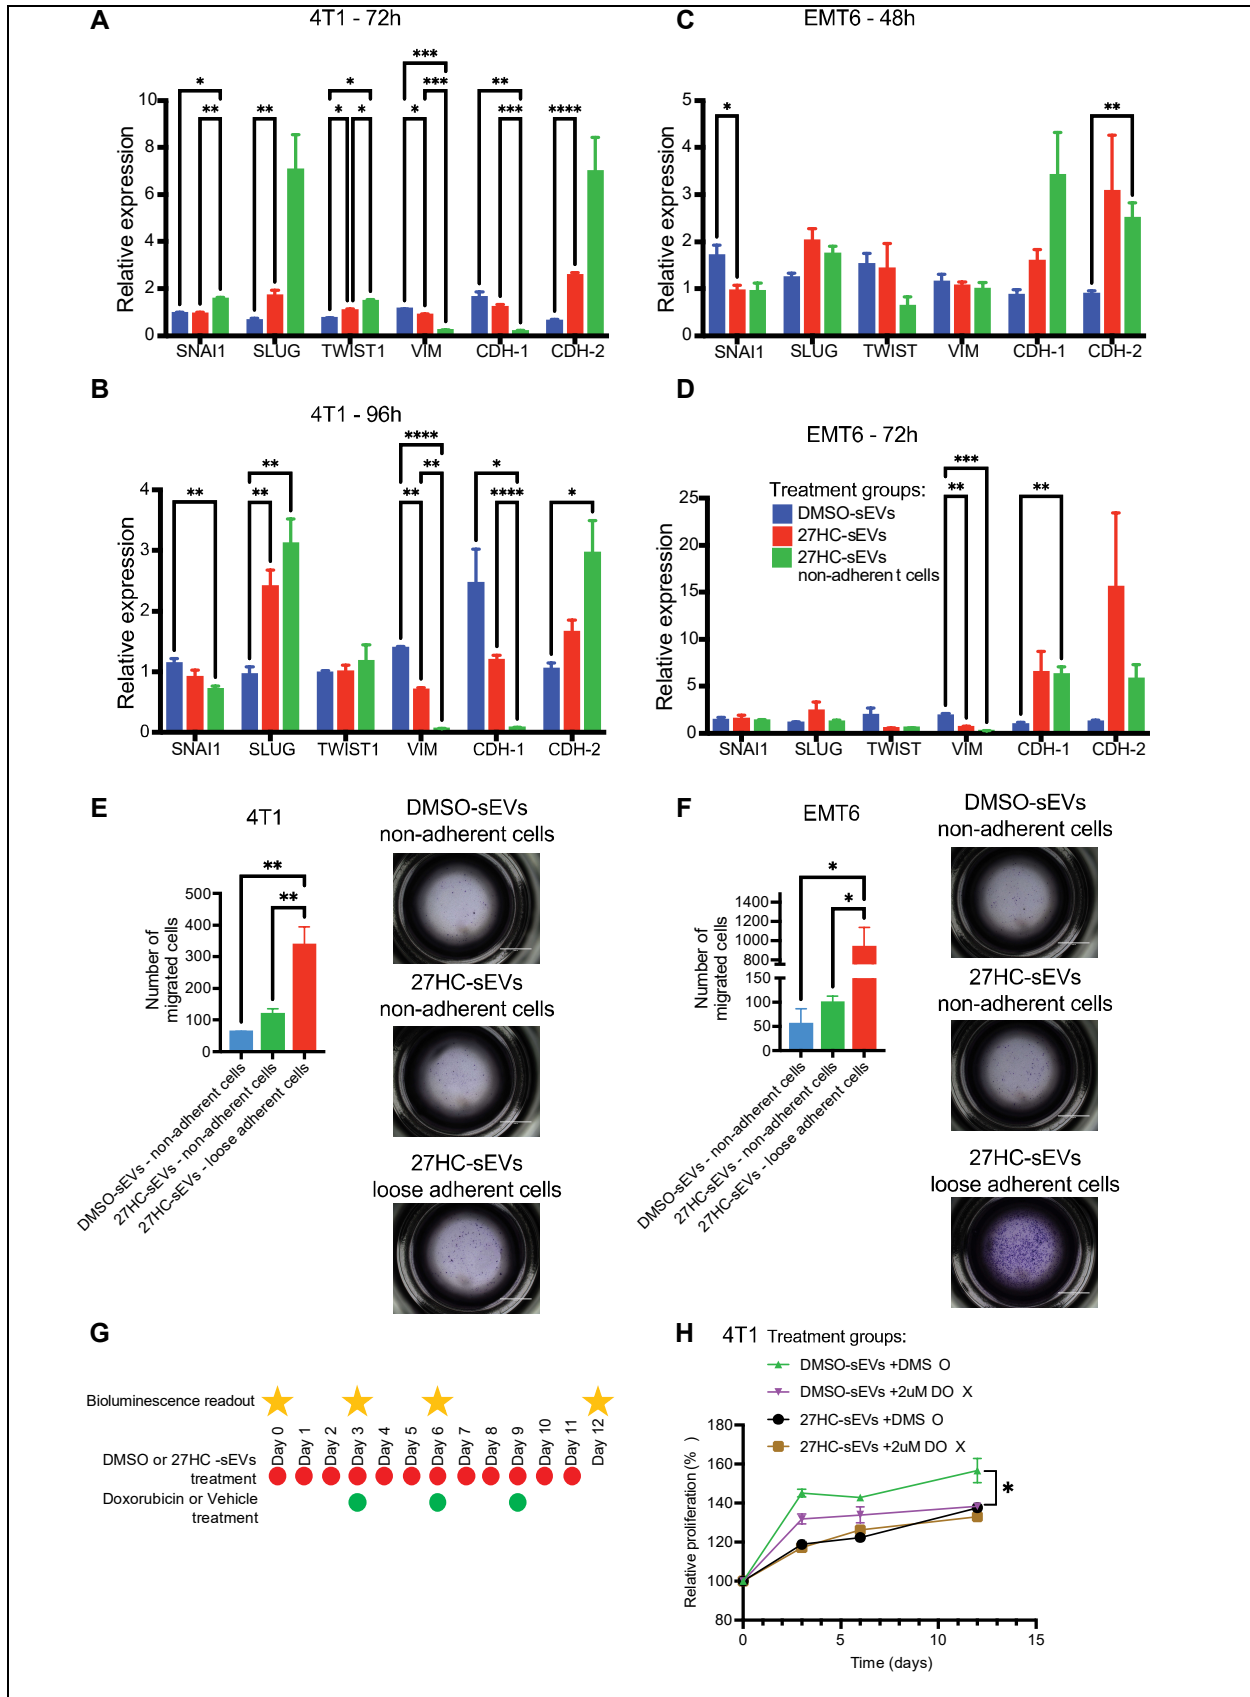 A
4T1 - 72h
* ** ** * * * *** * *** ** *** ****
Relative expression
10
8
6
4
2
0
SNAI1 SLUG TWIST1 VIM CDH-1 CDH-2
C
EMT6 - 48h
* **
Relative expression
5
4
3
2
1
0
SNAI1 SLUG TWIST VIM CDH-1 CDH-2
B
4T1 - 96h
** ** ** **** ** ** * **** *
Relative expression
4
3
2
1
0
SNAI1 SLUG TWIST1 VIM CDH-1 CDH-2
D
EMT6 - 72h
*** ** **
Treatment groups:
DMSO-sEVs
27HC-sEVs
27HC-sEVs
non-adherent cells
Relative expression
25
20
15
10
5
0
SNAI1 SLUG TWIST VIM CDH-1 CDH-2
E
4T1
** **
Number of
migrated cells
500
400
300
200
100
0
DMSO-sEVs - non-adherent cells
27HC-sEVs - non-adherent cells
27HC-sEVs - loose adherent cells
DMSO-sEVs
non-adherent cells
27HC-sEVs
non-adherent cells
27HC-sEVs
loose adherent cells
F
EMT6
* *
Number of
migrated cells
1400
1200
1000
800
150
100
50
0
DMSO-sEVs - non-adherent cells
27HC-sEVs - non-adherent cells
27HC-sEVs - loose adherent cells
DMSO-sEVs
non-adherent cells
27HC-sEVs
non-adherent cells
27HC-sEVs
loose adherent cells
G
Bioluminescence readout
Day 0 Day 1 Day 2 Day 3 Day 4 Day 5 Day 6 Day 7 Day 8 Day 9 Day 10 Day 11 Day 12
DMSO or 27HC -sEVs
treatment
Doxorubicin or Vehicle
treatment
H
4T1 Treatment groups:
DMSO-sEVs +DMS O
DMSO-sEVs +2uM DO X
27HC-sEVs +DMS O
27HC-sEVs +2uM DO X
Relative proliferation (% )
180
160
140
120
100
80
*
0 5 10 15
Time (days)